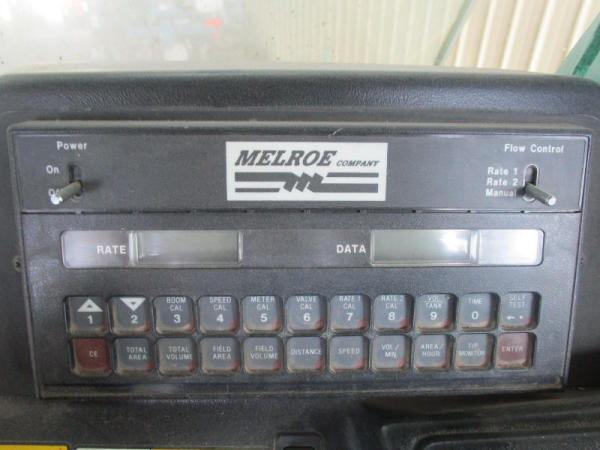 Power
On
MELROE COMPANY
Flow Control
Rate 1
Rate 2
Manual
RATE
DATA
1
2
BOOM CAL 3
SPEED CAL 4
METER CAL 5
VALVE CAL 6
RATE 1 CAL 7
RATE 2 CAL 8
VOL TANK 9
TIME 0
SELF TEST
CE
TOTAL AREA
TOTAL VOLUME
FIELD AREA
FIELD VOLUME
DISTANCE
SPEED
VOL/ MIN
AREA/ HOUR
TIP MONITOR
ENTER